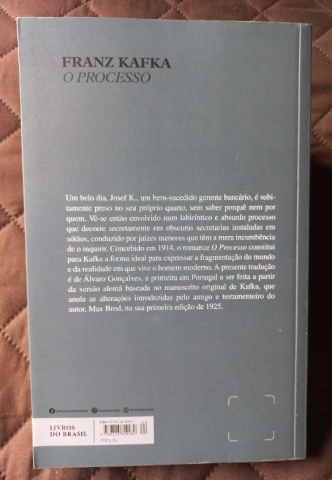 FRANZ KAFKA
O PROCESSO
Um belo dia, Josef K., um bem-sucedido gerente bancário, é subi-
tamente preso no seu próprio quarto, sem saber porquê nem por
quem. Vê-se então envolvido num labiríntico e absurdo processo
que decorre secretamente em obscuras secretarias instaladas em
sótãos, conduzido por juízes menores que têm a mera incumbência
de o inquirir. Concebido em 1914, o romance O Processo constitui
para Kafka a forma ideal para expressar a fragmentação do mundo
e da realidade em que vive o homem moderno. A presente tradução
é de Álvaro Gonçalves, a primeira em Portugal a ser feita a partir
da versão alemã baseada no manuscrito original de Kafka, que
anula as alterações introduzidas pelo amigo e testamenteiro do
autor, Max Brod, na sua primeira edição de 1925.
LIVROS
DO BRASIL